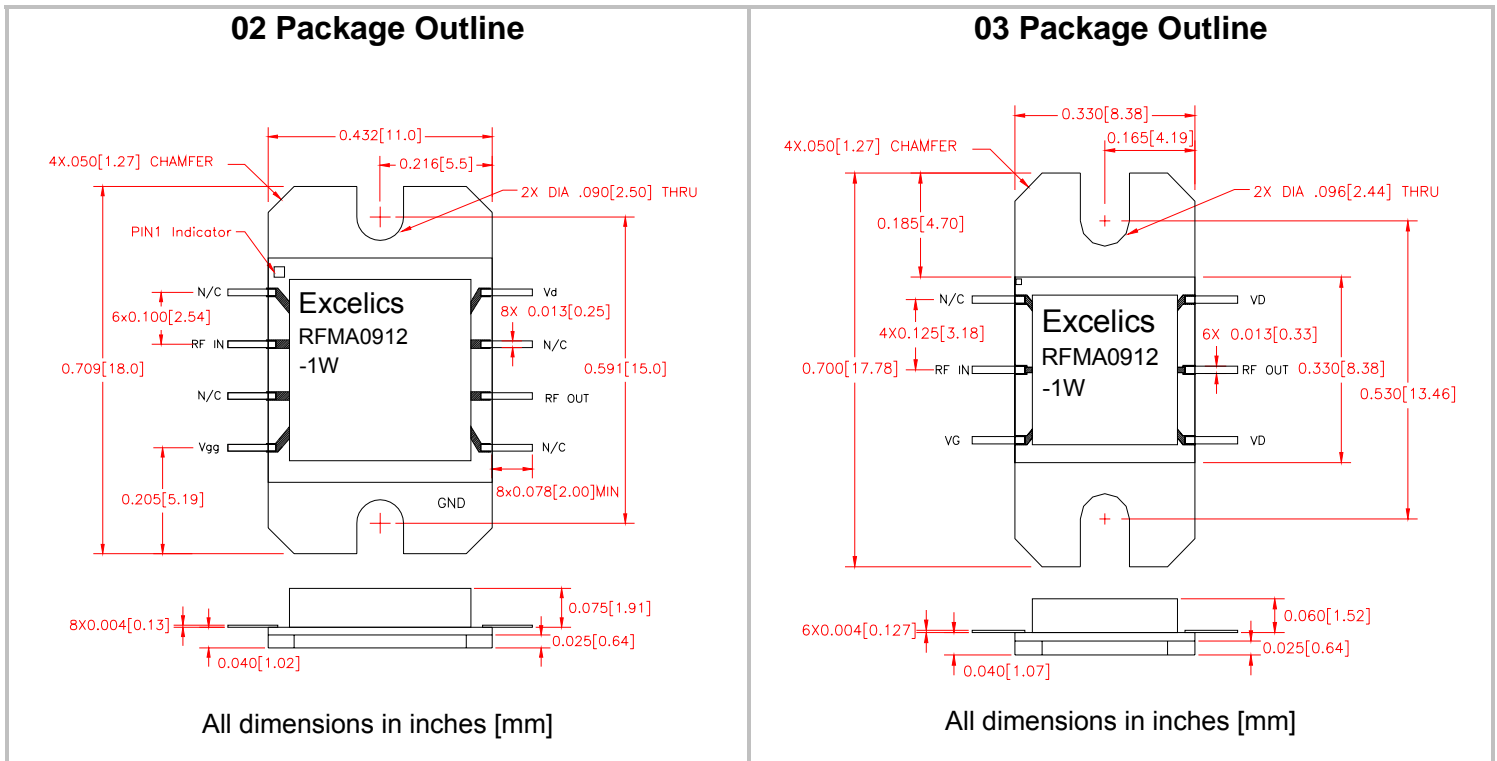 02 Package Outline
0.432[11.0]
4X.050[1.27] CHAMFER
0.216[5.5]
2X DIA .090[2.50] THRU
PIN1 Indicator
N/C
Vd
Excelics
8X 0.013[0.25]
6x0.100[2.54]
RFMA0912
RF IN
N/C
-1W
0.709[18.0]
0.591[15.0]
N/C
RF OUT
Vgg
N/C
0.205[5.19]
8x0.078[2.00]MIN
GND
0.075[1.91]
8X0.004[0.13]
0.025[0.64]
0.040[1.02]
All dimensions in inches [mm]
03 Package Outline
0.330[8.38]
0.165[4.19]
4X.050[1.27] CHAMFER
2X DIA .096[2.44] THRU
0.185[4.70]
N/C
VD
Excelics
4X0.125[3.18]
6X 0.013[0.33]
RFMA0912
RF IN
RF OUT
0.330[8.38]
0.700[17.78]
-1W
0.530[13.46]
VG
VD
0.060[1.52]
6X0.004[0.127]
0.025[0.64]
0.040[1.07]
All dimensions in inches [mm]